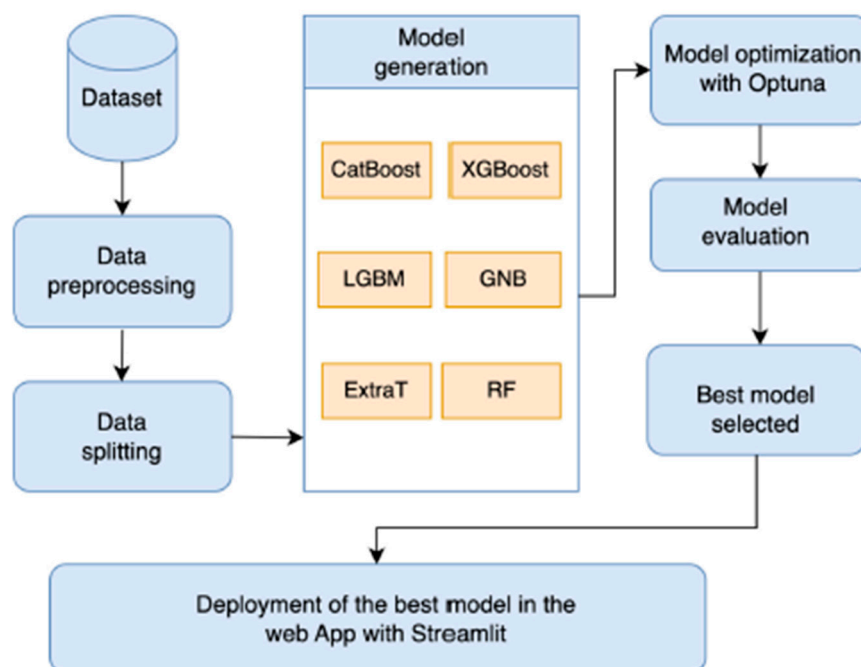 Dataset
Data
preprocessing
Data
splitting
Model
generation
CatBoost
XGBoost
LGBM
GNB
ExtraT
RF
Model optimization
with Optuna
Model
evaluation
Best model
selected
Deployment of the best model in the
web App with Streamlit